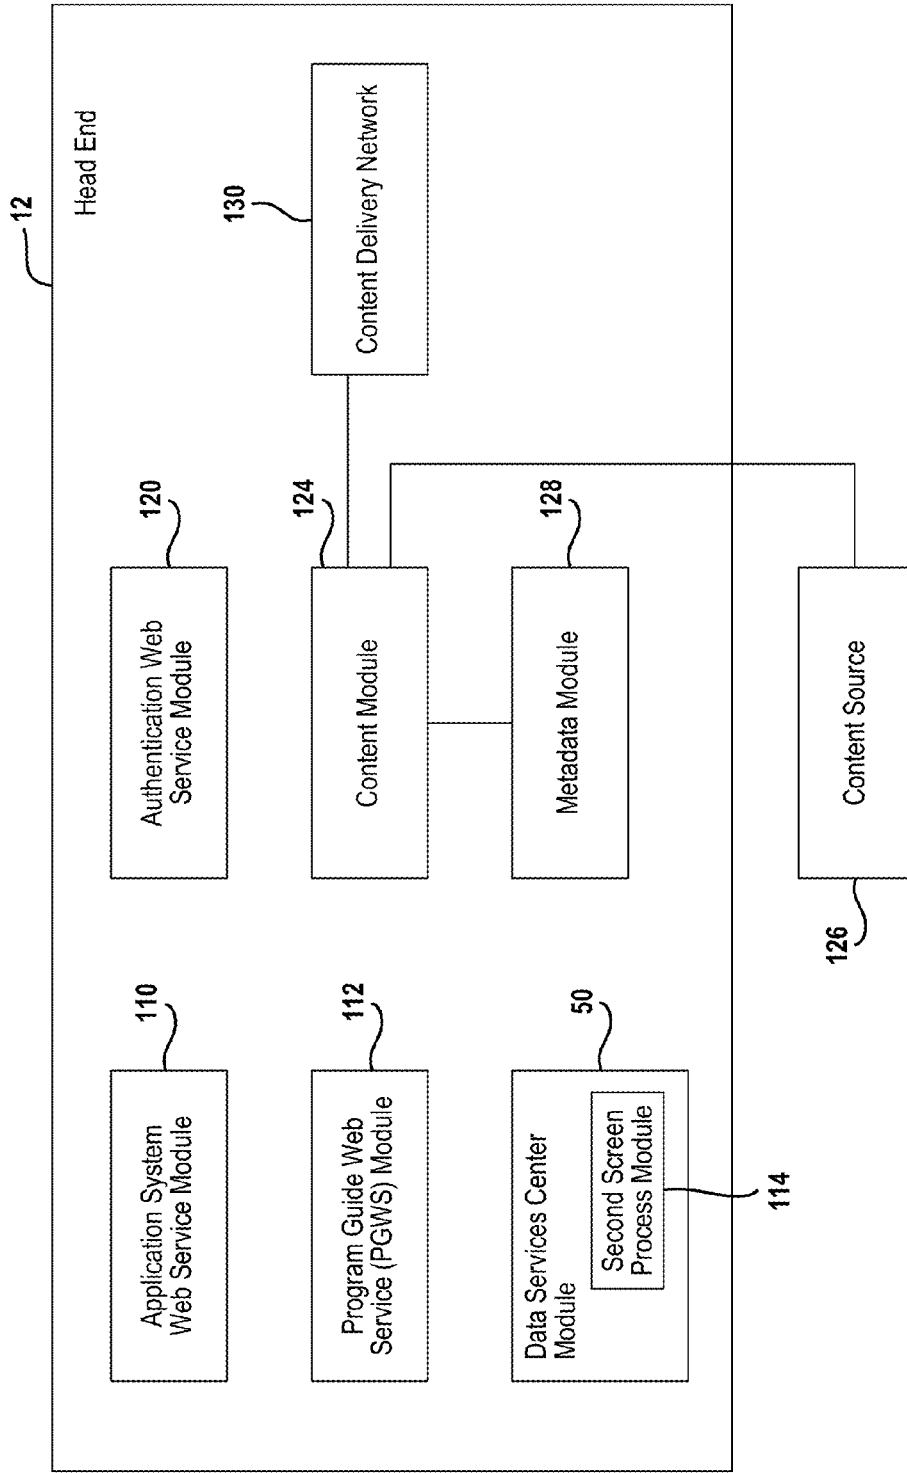 12
Head End
110
Application System
Web Service Module
120
Authentication Web
Service Module
112
Program Guide Web
Service (PGWS) Module
124
Content Module
130
Content Delivery Network
50
Data Services Center
Module
Second Screen
Process Module
114
128
Metadata Module
126
Content Source